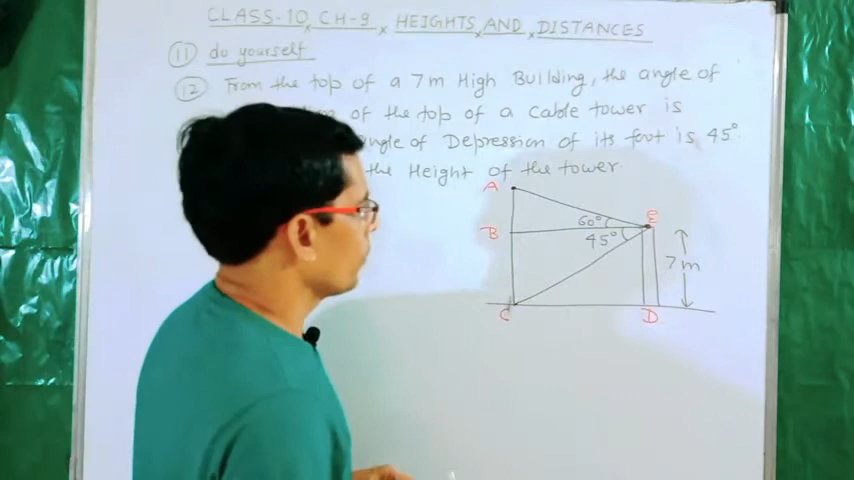 CLASS-10, CH-9, HEIGHTS AND DISTANCES
11 do yourself
12 From the top of a 7m High Building, the angle of
of the top of a cable tower is
angle of Depression of its foot is 45°.
the Height of the tower.
A
E
60°
B
45°
7m
C
D